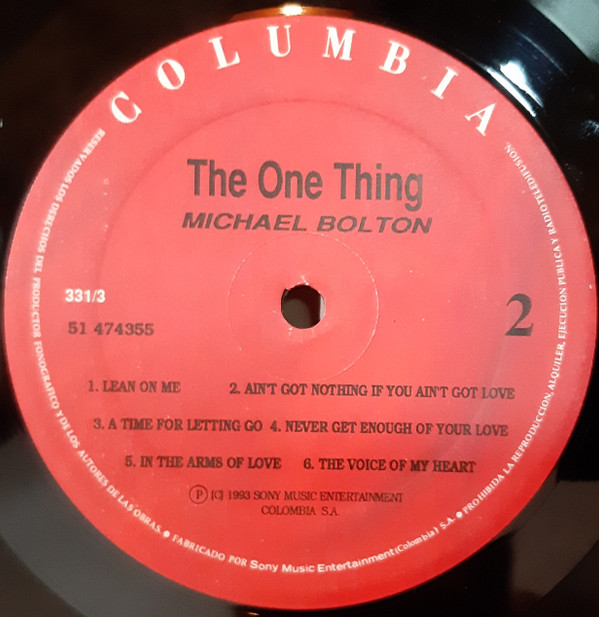 COLUMBIA
The One Thing
MICHAEL BOLTON
331/3
51 474355
2
1. LEAN ON ME 2. AIN'T GOT NOTHING IF YOU AIN'T GOT LOVE
3. A TIME FOR LETTING GO 4. NEVER GET ENOUGH OF YOUR LOVE
5. IN THE ARMS OF LOVE 6. THE VOICE OF MY HEART
Ⓟ [C] 1993 SONY MUSIC ENTERTAINMENT
COLOMBIA S.A.
RESERVADOS LOS DERECHOS DEL PRODUCTOR FONOGRAFICO Y DE LOS AUTORES DE LAS OBRAS. ● FABRICADO POR Sony Music Entertainment (Colombia) S.A. ● PROHIBIDA LA REPRODUCCION, ALQUILER, EJECUCION PUBLICA Y RADIOTELEDIFUSION.